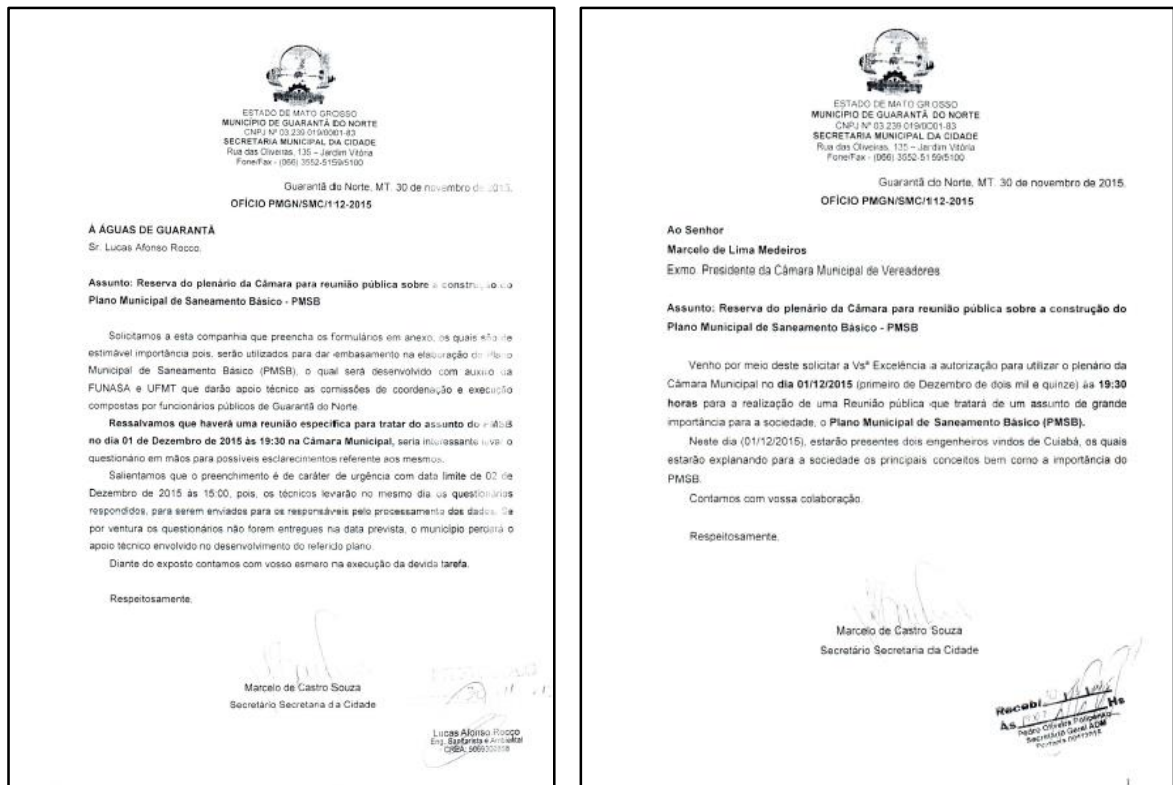 ESTADO DE MATO GROSSO
MUNICÍPIO DE GUARANTÃ DO NORTE
CNPJ Nº 03.239.019/0001-83
SECRETARIA MUNICIPAL DA CIDADE
Rua das Oliveiras, 135 – Jardim Vitória
Fone/Fax - (066) 3552-5159/5100
Guarantã do Norte, MT. 30 de novembro de 2015.
OFÍCIO PMGN/SMC/112-2015
À ÁGUAS DE GUARANTÃ
Sr. Lucas Afonso Rocco.
Assunto: Reserva do plenário da Câmara para reunião pública sobre a construção do
Plano Municipal de Saneamento Básico - PMSB
Solicitamos a esta companhia que preencha os formulários em anexo, os quais são de
estimável importância pois, serão utilizados para dar embasamento na elaboração do Plano
Municipal de Saneamento Básico (PMSB), o qual será desenvolvido com auxílio da
FUNASA e UFMT que darão apoio técnico as comissões de coordenação e execução
compostas por funcionários públicos de Guarantã do Norte.
Ressalvamos que haverá uma reunião específica para tratar do assunto do PMSB
no dia 01 de Dezembro de 2015 às 19:30 na Câmara Municipal, seria interessante levar o
questionário em mãos para possíveis esclarecimentos referente aos mesmos.
Salientamos que o preenchimento é de caráter de urgência com data limite de 02 de
Dezembro de 2015 às 15:00, pois, os técnicos levarão no mesmo dia os questionários
respondidos, para serem enviados para os responsáveis pelo processamento dos dados. Se
por ventura os questionários não forem entregues na data prevista, o município perderá o
apoio técnico envolvido no desenvolvimento do referido plano.
Diante do exposto contamos com vosso esmero na execução da devida tarefa.
Respeitosamente.
Marcelo de Castro Souza
Secretário Secretaria da Cidade
Lucas Afonso Rocco
Eng. Sanitarista e Ambiental
CREA:
ESTADO DE MATO GROSSO
MUNICÍPIO DE GUARANTÃ DO NORTE
CNPJ Nº 03.239.019/0001-83
SECRETARIA MUNICIPAL DA CIDADE
Rua das Oliveiras, 135 – Jardim Vitória
Fone/Fax - (066) 3552-5159/5100
Guarantã do Norte, MT. 30 de novembro de 2015.
OFÍCIO PMGN/SMC/112-2015
Ao Senhor
Marcelo de Lima Medeiros
Exmo. Presidente da Câmara Municipal de Vereadores
Assunto: Reserva do plenário da Câmara para reunião pública sobre a construção do
Plano Municipal de Saneamento Básico - PMSB
Venho por meio deste solicitar a Vsª Excelência a autorização para utilizar o plenário da
Câmara Municipal no dia 01/12/2015 (primeiro de Dezembro de dois mil e quinze) às 19:30
horas para a realização de uma Reunião pública que tratará de um assunto de grande
importância para a sociedade, o Plano Municipal de Saneamento Básico (PMSB).
Neste dia (01/12/2015), estarão presentes dois engenheiros vindos de Cuiabá, os quais
estarão explanando para a sociedade os principais conceitos bem como a importância do
PMSB.
Contamos com vossa colaboração.
Respeitosamente.
Marcelo de Castro Souza
Secretário Secretaria da Cidade
Recebi
Às Hs
Pedro Oliveira
Secretário Geral ADM
Portaria